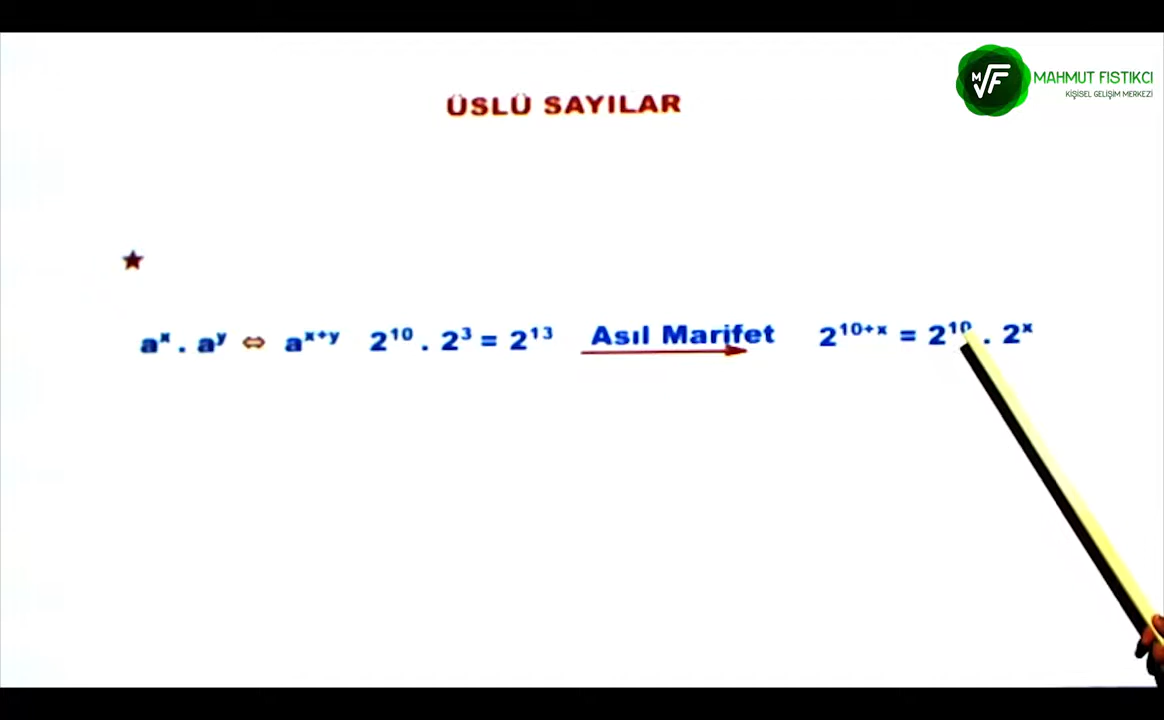 MAHMUT FISTIKCI
KİŞİSEL GELİŞİM MERKEZİ
ÜSLÜ SAYILAR
★
aˣ . aʸ ⇔ aˣ⁺ʸ 2¹⁰ . 2³ = 2¹³ Asıl Marifet 2¹⁰⁺ˣ = 2¹⁰ . 2ˣ